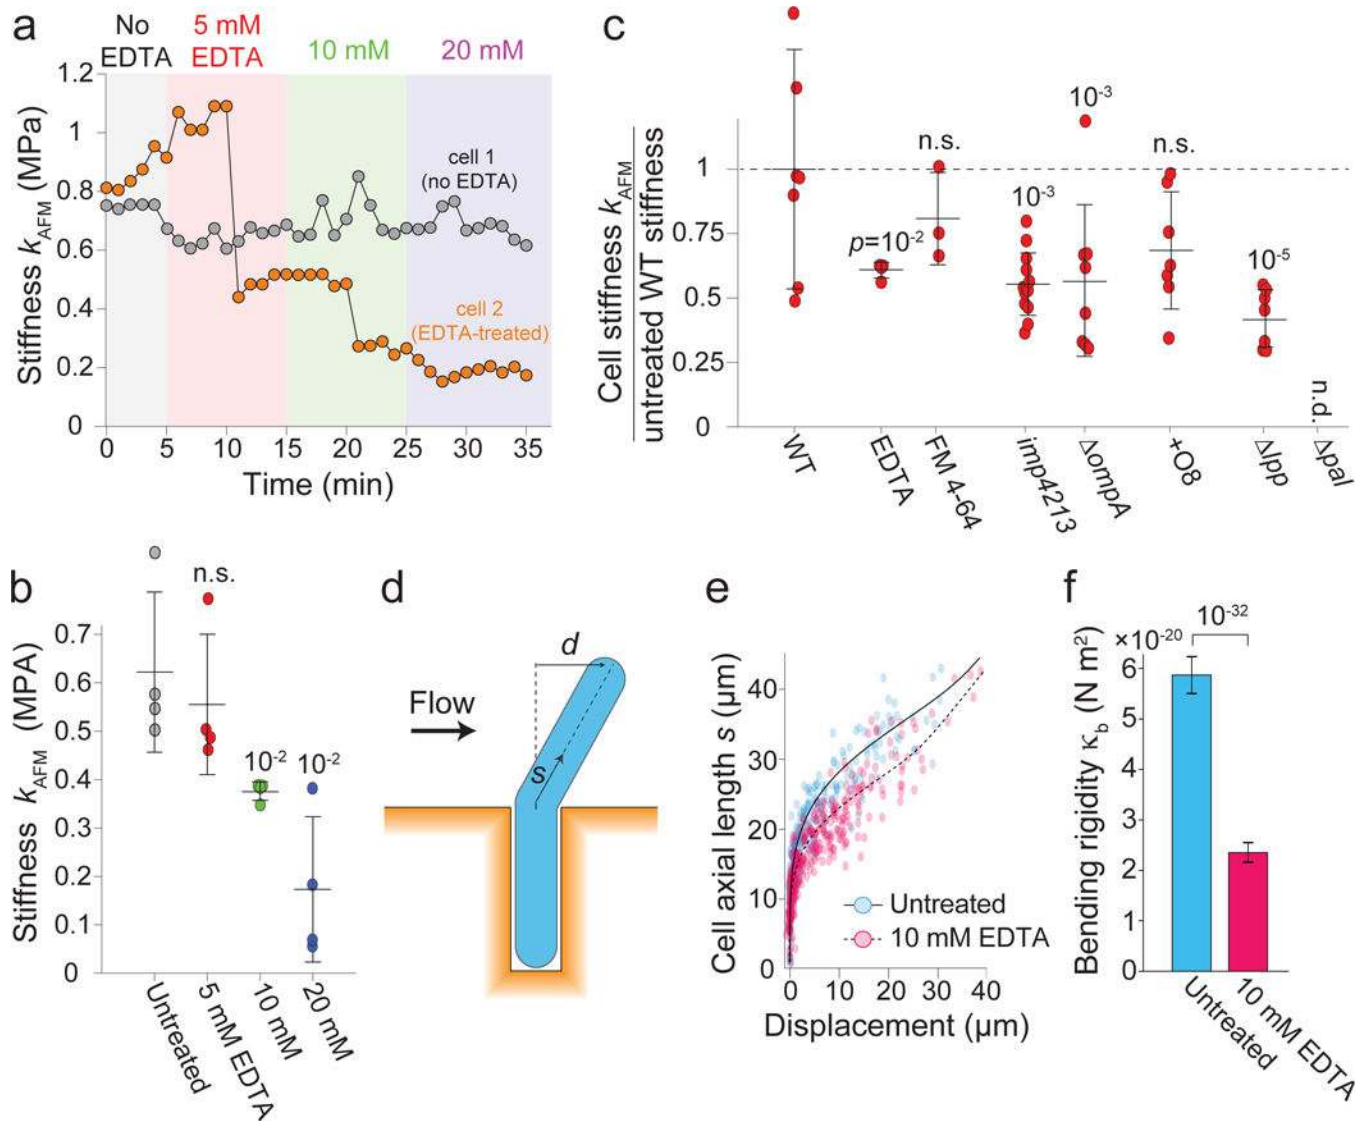 a
No
EDTA
5 mM
EDTA
10 mM
20 mM
Stiffness kAFM (MPa)
1.2
1
0.8
0.6
0.4
0.2
0
cell 1
(no EDTA)
cell 2
(EDTA-treated)
0 5 10 15 20 25 30 35
Time (min)
c
Cell stiffness kAFM
untreated WT stiffness
1
0.75
0.5
0.25
0
p=10-2
n.s.
10-3
10-3
n.s.
10-5
n.d.
WT
EDTA
FM 4-64
imp4213
ΔompA
+O8
Δlpp
Δpal
b
Stiffness kAFM (MPA)
0.7
0.6
0.5
0.4
0.3
0.2
0.1
0
n.s.
10-2
10-2
Untreated
5 mM EDTA
10 mM
20 mM
d
Flow
d
s
e
Cell axial length s (μm)
40
30
20
10
0
Untreated
10 mM EDTA
0 10 20 30 40
Displacement (μm)
f
Bending rigidity κb (N m2)
×10-20
10-32
6
5
4
3
2
1
0
Untreated
10 mM EDTA